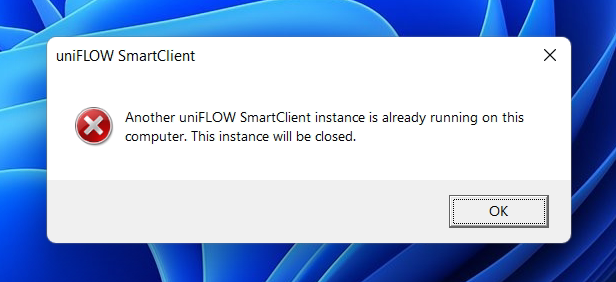 uniFLOW SmartClient
Another uniFLOW SmartClient instance is already running on this
computer. This instance will be closed.
OK